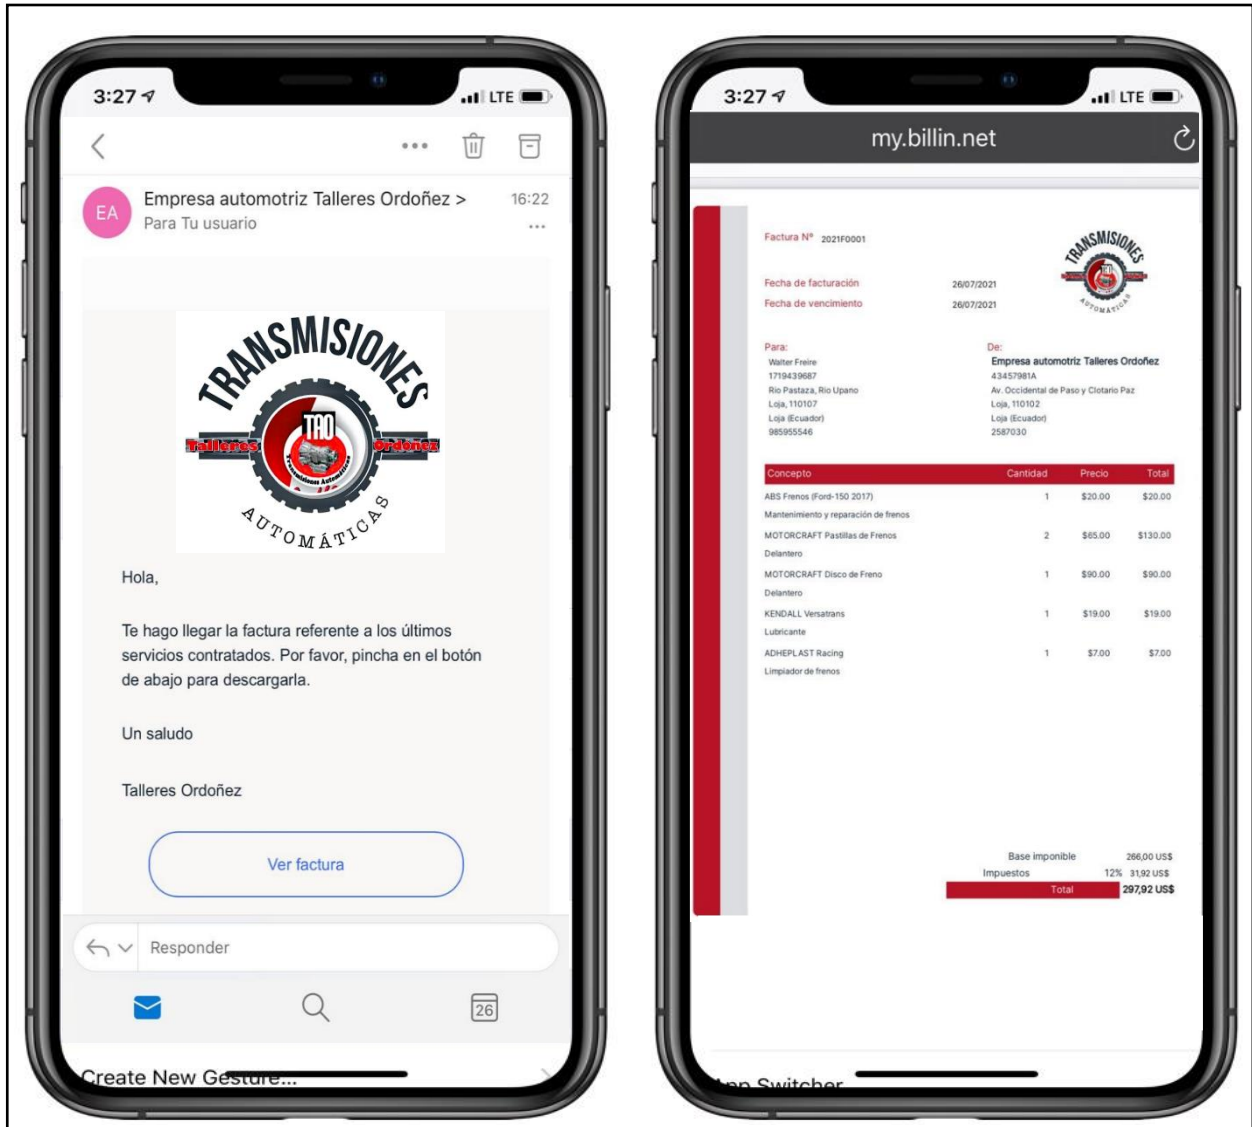 3:27
LTE
EA
Empresa automotriz Talleres Ordoñez >
16:22
Para Tu usuario
TRANSMISIONES
TAO
Talleres
Ordoñez
Transmisiones Automáticas
AUTOMÁTICAS
Hola,
Te hago llegar la factura referente a los últimos
servicios contratados. Por favor, pincha en el botón
de abajo para descargarla.
Un saludo
Talleres Ordoñez
Ver factura
Responder
26
Create New Gesture...
3:27
LTE
my.billin.net
Factura Nº 2021F0001
TRANSMISIONES
AUTOMÁTICAS
Fecha de facturación 26/07/2021
Fecha de vencimiento 26/07/2021
Para:
Walter Freire
1719439687
Rio Pastaza, Rio Upano
Loja, 110107
Loja (Ecuador)
985955546
De:
Empresa automotriz Talleres Ordoñez
43457981A
Av. Occidental de Paso y Clotario Paz
Loja, 110102
Loja (Ecuador)
2587030
Concepto Cantidad Precio Total
ABS Frenos (Ford-150 2017) 1 $20.00 $20.00
Mantenimiento y reparación de frenos
MOTORCRAFT Pastillas de Frenos 2 $65.00 $130.00
Delantero
MOTORCRAFT Disco de Freno 1 $90.00 $90.00
Delantero
KENDALL Versatrans 1 $19.00 $19.00
Lubricante
ADHEPLAST Racing 1 $7.00 $7.00
Limpiador de frenos
Base imponible 266,00 US$
Impuestos 12% 31,92 US$
Total 297,92 US$
App Switcher